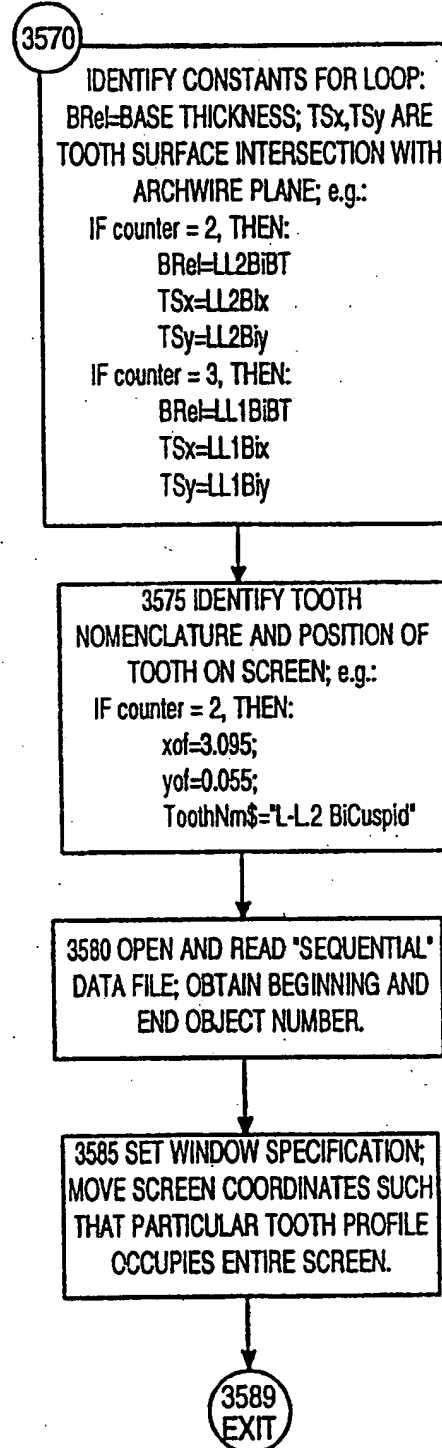 3570
IDENTIFY CONSTANTS FOR LOOP:
BRel=BASE THICKNESS; TSx,TSy ARE
TOOTH SURFACE INTERSECTION WITH
ARCHWIRE PLANE; e.g.:
IF counter = 2, THEN:
BRel=LL2BiBT
TSx=LL2BIx
TSy=LL2Biy
IF counter = 3, THEN:
BRel=LL1BiBT
TSx=LL1Bix
TSy=LL1Biy
3575 IDENTIFY TOOTH
NOMENCLATURE AND POSITION OF
TOOTH ON SCREEN; e.g.:
IF counter = 2, THEN:
xof=3.095;
yof=0.055;
ToothNm$="L-L.2 BiCuspid"
3580 OPEN AND READ "SEQUENTIAL"
DATA FILE; OBTAIN BEGINNING AND
END OBJECT NUMBER.
3585 SET WINDOW SPECIFICATION;
MOVE SCREEN COORDINATES SUCH
THAT PARTICULAR TOOTH PROFILE
OCCUPIES ENTIRE SCREEN.
3589
EXIT